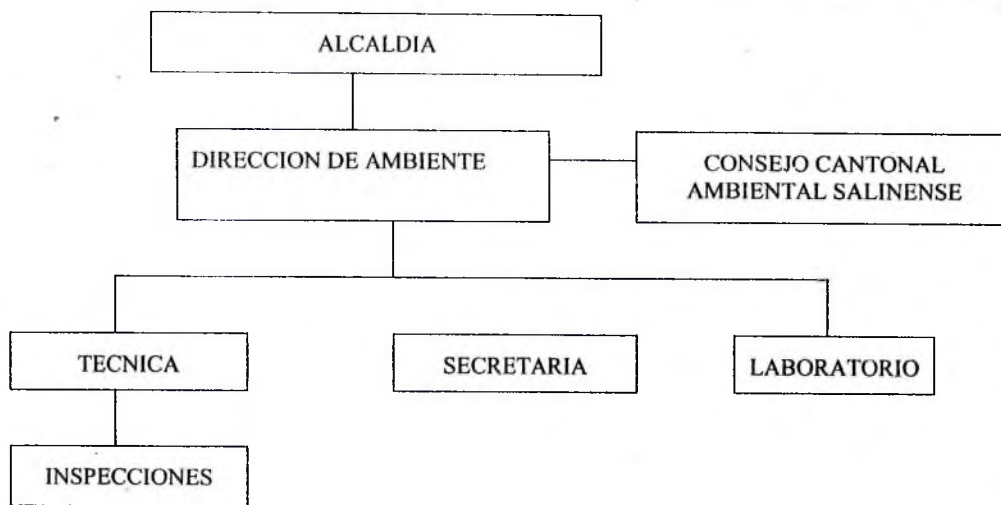 ALCALDIA
DIRECCION DE AMBIENTE
CONSEJO CANTONAL
AMBIENTAL SALINENSE
TECNICA
SECRETARIA
LABORATORIO
INSPECCIONES